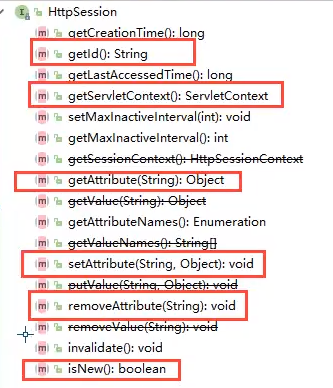 HttpSession
getCreationTime(): long
getId(): String
getLastAccessedTime(): long
getServletContext(): ServletContext
setMaxInactiveInterval(int): void
getMaxInactiveInterval(): int
getSessionContext(): HttpSessionContext
getAttribute(String): Object
getValue(String): Object
getAttributeNames(): Enumeration
getValueNames(): String[]
setAttribute(String, Object): void
putValue(String, Object): void
removeAttribute(String): void
removeValue(String): void
invalidate(): void
isNew(): boolean